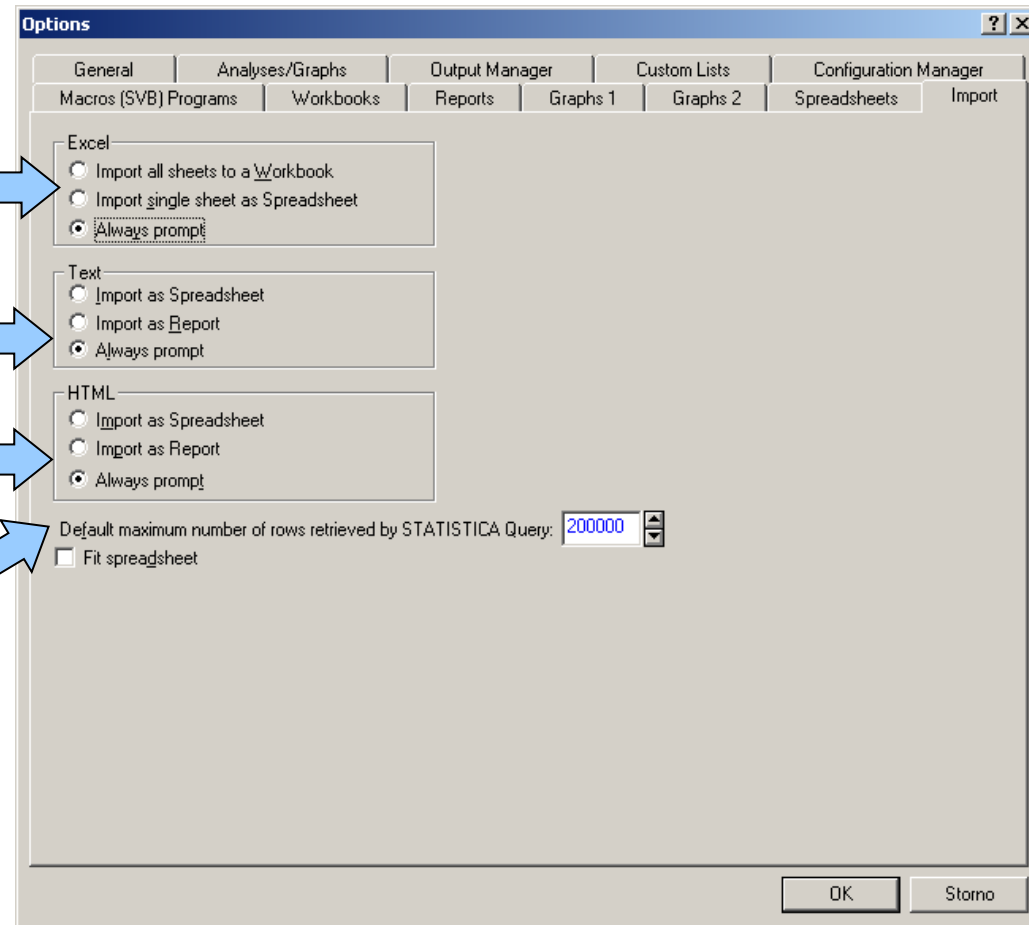 Options
General Analyses/Graphs Output Manager Custom Lists Configuration Manager
Macros (SVB) Programs Workbooks Reports Graphs 1 Graphs 2 Spreadsheets Import
Excel
Import all sheets to a Workbook
Import single sheet as Spreadsheet
Always prompt
Text
Import as Spreadsheet
Import as Report
Always prompt
HTML
Import as Spreadsheet
Import as Report
Always prompt
Default maximum number of rows retrieved by STATISTICA Query: 200000
Fit spreadsheet
OK Storno